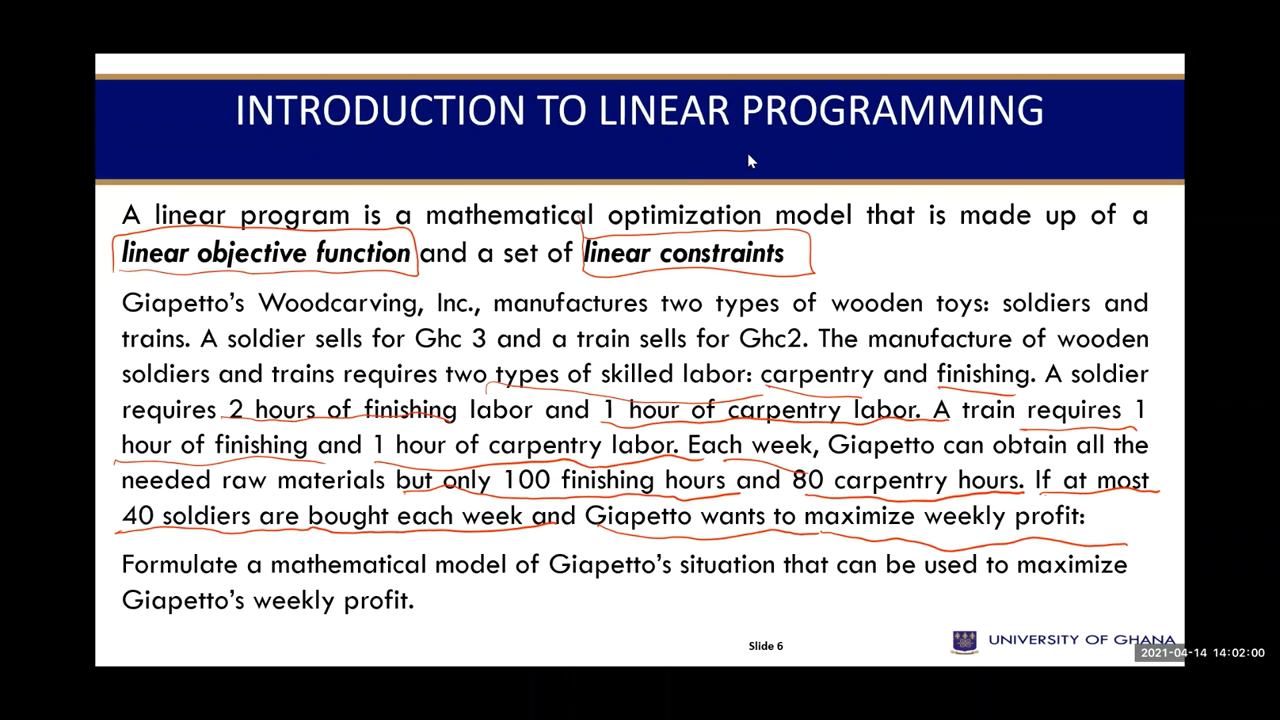 INTRODUCTION TO LINEAR PROGRAMMING
A linear program is a mathematical optimization model that is made up of a
linear objective function and a set of linear constraints
Giapetto's Woodcarving, Inc., manufactures two types of wooden toys: soldiers and
trains. A soldier sells for Ghc 3 and a train sells for Ghc2. The manufacture of wooden
soldiers and trains requires two types of skilled labor: carpentry and finishing. A soldier
requires 2 hours of finishing labor and 1 hour of carpentry labor. A train requires 1
hour of finishing and 1 hour of carpentry labor. Each week, Giapetto can obtain all the
needed raw materials but only 100 finishing hours and 80 carpentry hours. If at most
40 soldiers are bought each week and Giapetto wants to maximize weekly profit:
Formulate a mathematical model of Giapetto's situation that can be used to maximize
Giapetto's weekly profit.
Slide 6
UNIVERSITY OF GHANA
2021-04-14 14:02:00